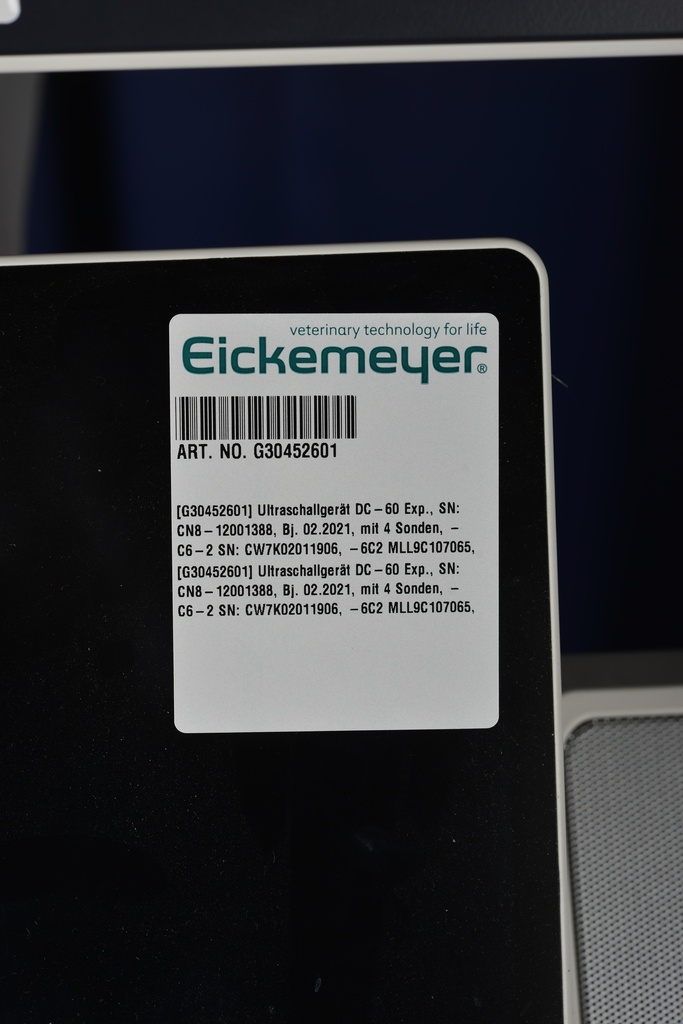 veterinary technology for life
Eickemeyer®
ART. NO. G30452601
[G30452601] Ultraschallgerät DC-60 Exp., SN:
CN8-12001388, Bj. 02.2021, mit 4 Sonden, -
C6-2 SN: CW7K02011906, -6C2 MLL9C107065,
[G30452601] Ultraschallgerät DC-60 Exp., SN:
CN8-12001388, Bj. 02.2021, mit 4 Sonden, -
C6-2 SN: CW7K02011906, -6C2 MLL9C107065,